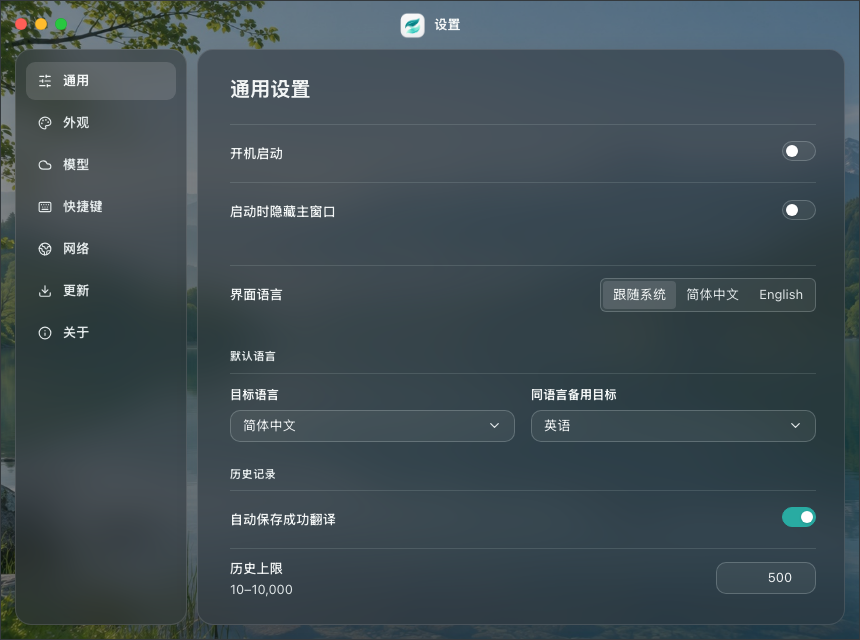 设置
通用
外观
模型
快捷键
网络
更新
关于
通用设置
开机启动
启动时隐藏主窗口
界面语言
跟随系统 简体中文 English
默认语言
目标语言 同语言备用目标
简体中文 英语
历史记录
自动保存成功翻译
历史上限
10–10,000
500